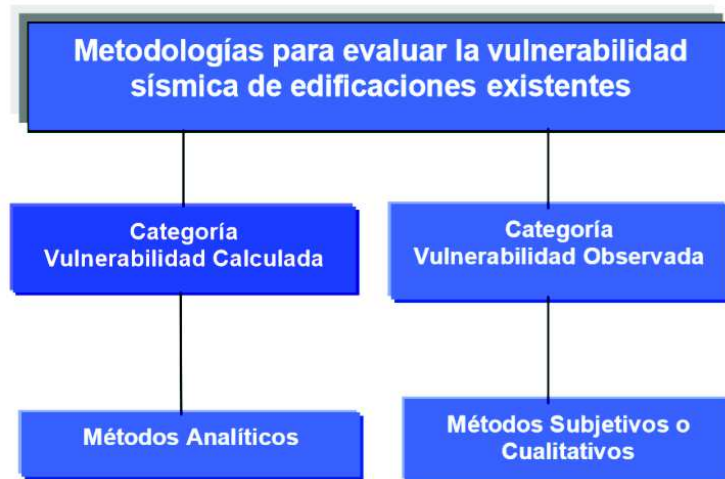 Metodologías para evaluar la vulnerabilidad
sísmica de edificaciones existentes
Categoría
Vulnerabilidad Calculada
Categoría
Vulnerabilidad Observada
Métodos Analíticos
Métodos Subjetivos o
Cualitativos